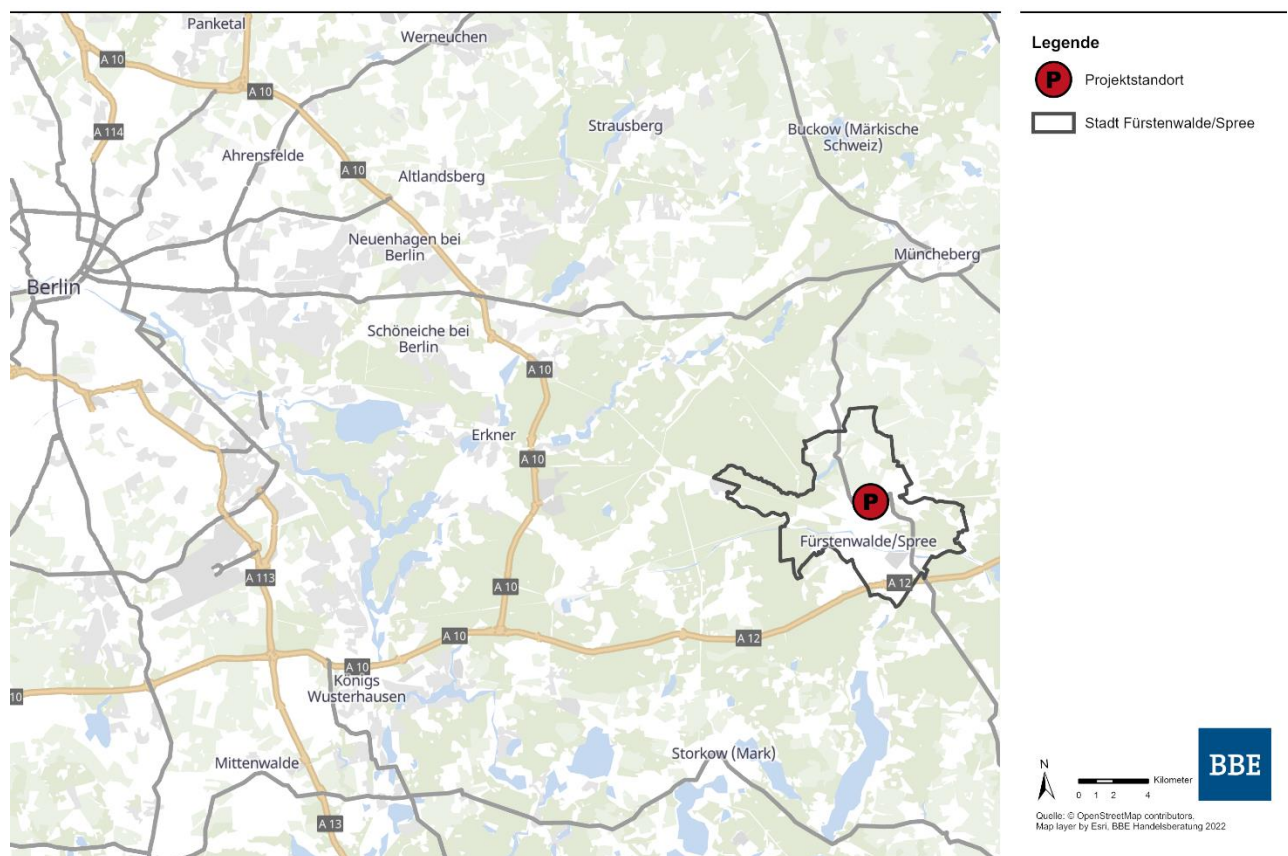 Panketal
Werneuchen
A 10
A 10
A 114
Strausberg
Buckow (Märkische
Schweiz)
Ahrensfelde
A 10
Altlandsberg
Neuenhagen bei
Berlin
Müncheberg
Berlin
Schöneiche bei
Berlin
A 10
Erkner
A 10
P
Fürstenwalde/Spree
A 113
A 10
A 12
A 10
A 12
A 10
10
Königs
Wusterhausen
Storkow (Mark)
Mittenwalde
A 13
Legende
P Projektstandort
Stadt Fürstenwalde/Spree
N
Kilometer
0 1 2 4
BBE
Quelle: © OpenStreetMap contributors,
Map layer by Esri, BBE Handelsberatung 2022